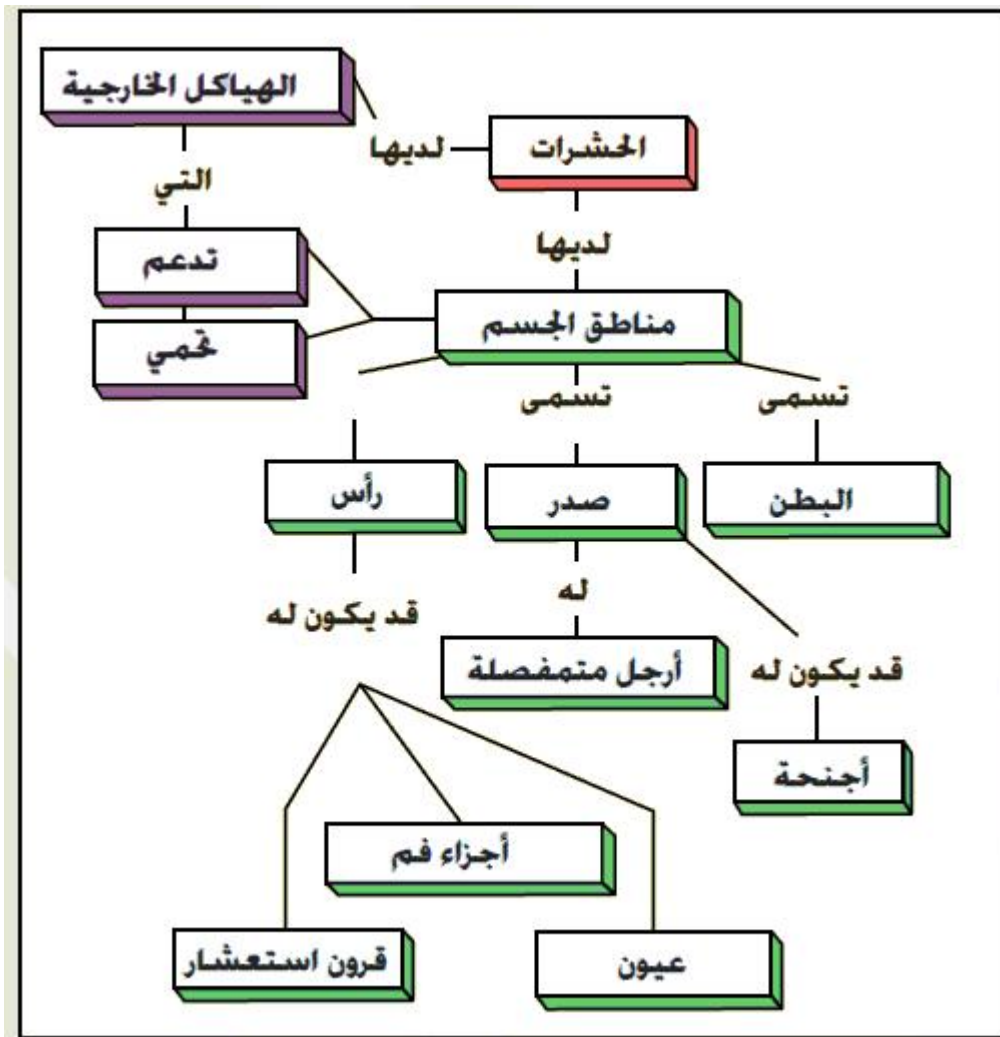 الهياكل الخارجية
لديها
الحشرات
التي
لديها
تدعم
مناطق الجسم
تحمي
تسمى
تسمى
رأس
صدر
البطن
قد يكون له
له
أرجل متمفصلة
قد يكون له
أجنحة
أجزاء فم
قرون استعشار
عيون